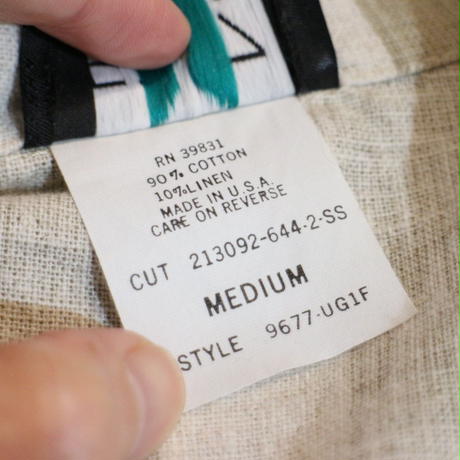 RN 39831
90% COTTON
10% LINEN
MADE IN U.S.A.
CARE ON REVERSE
CUT 213092-644-2-SS
MEDIUM
STYLE 9677-UG1F